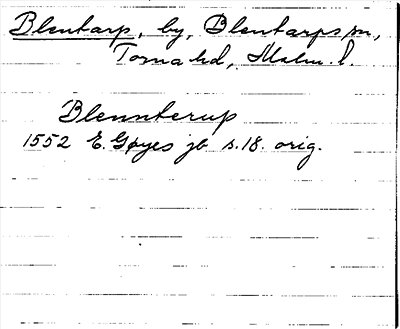 Blentarp, by, Blentarps sn,
Torna hd, Malm. l.
Blennterup
1552 E. Gøyes jb s.18. orig.